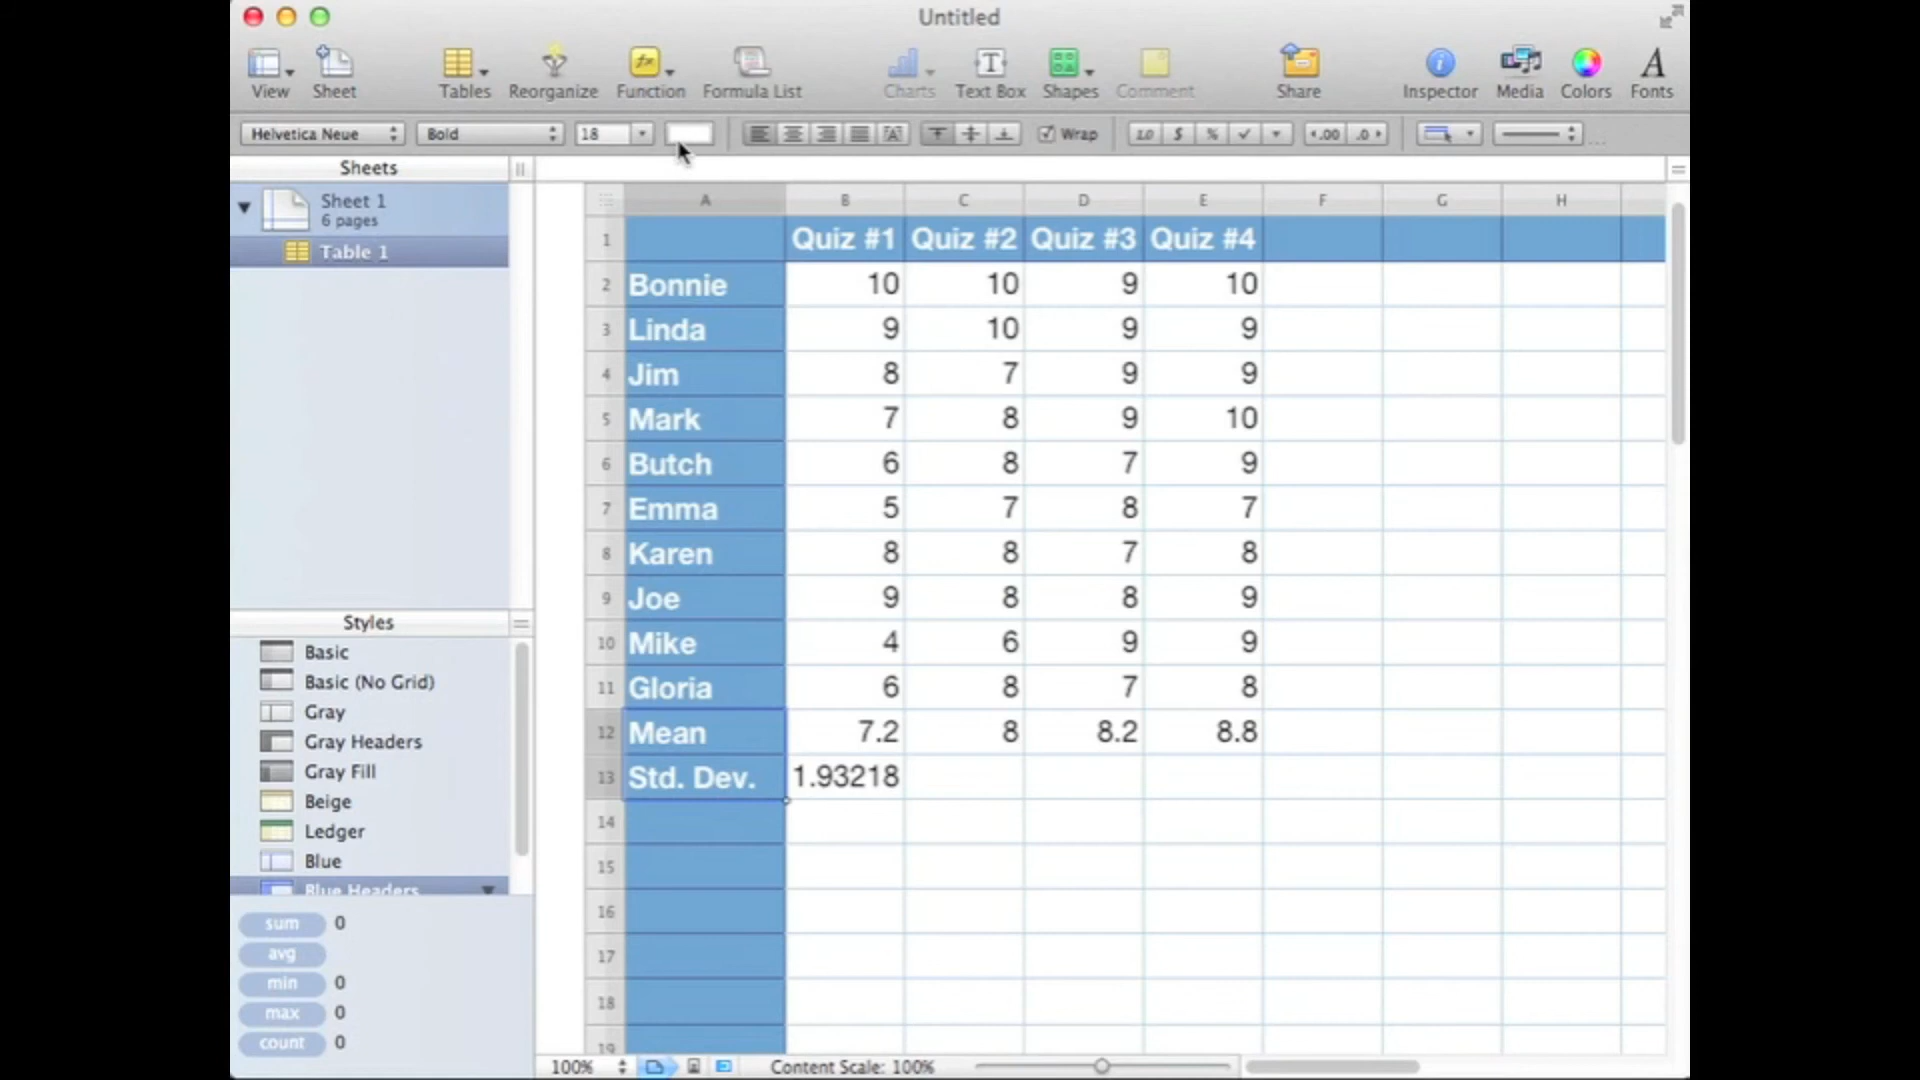 Untitled
View Sheet Tables Reorganize Function Formula List Charts Text Box Shapes Comment Share Inspector Media Colors Fonts
Helvetica Neue Bold 18 Wrap 1.0 $ % .00 .0
Sheets
Sheet 1
6 pages
Table 1
A B C D E F G H
1 Quiz #1 Quiz #2 Quiz #3 Quiz #4
2 Bonnie 10 10 9 10
3 Linda 9 10 9 9
4 Jim 8 7 9 9
5 Mark 7 8 9 10
6 Butch 6 8 7 9
7 Emma 5 7 8 7
8 Karen 8 8 7 8
9 Joe 9 8 8 9
10 Mike 4 6 9 9
11 Gloria 6 8 7 8
12 Mean 7.2 8 8.2 8.8
13 Std. Dev. 1.93218
14
15
16
17
18
19
Styles
Basic
Basic (No Grid)
Gray
Gray Headers
Gray Fill
Beige
Ledger
Blue
Blue Headers
sum 0
avg
min 0
max 0
count 0
100% Content Scale: 100%